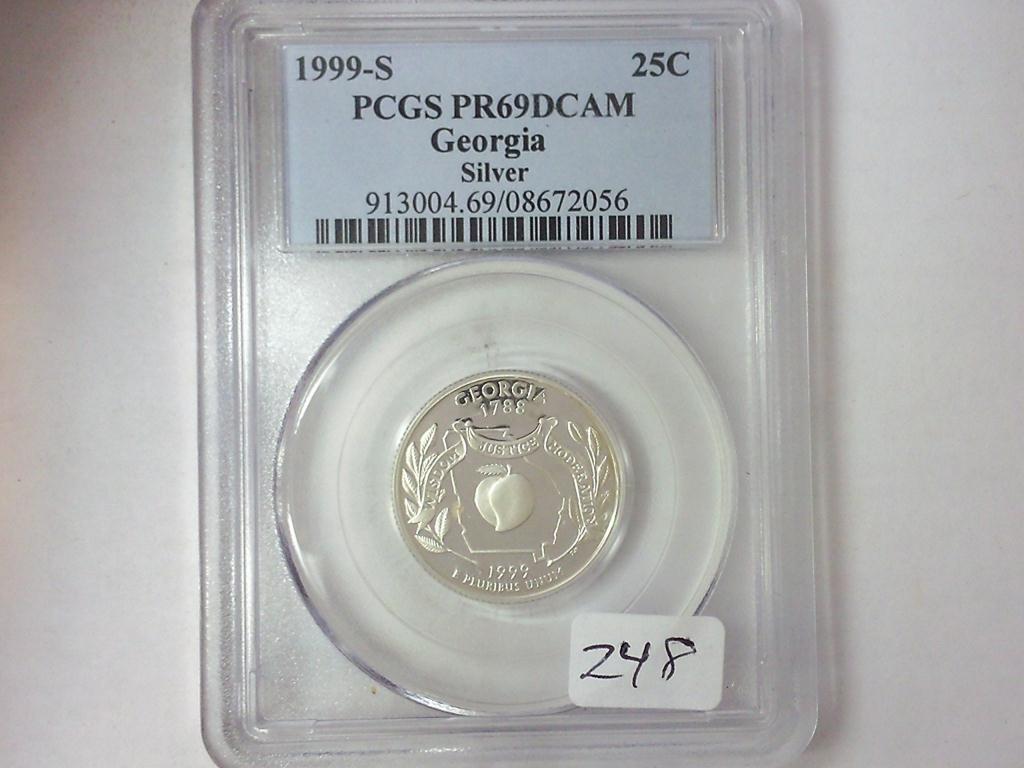 1999-S 25C
PCGS PR69DCAM
Georgia
Silver
913004.69/08672056
GEORGIA
1788
WISDOM JUSTICE MODERATION
1999
E PLURIBUS UNUM
248